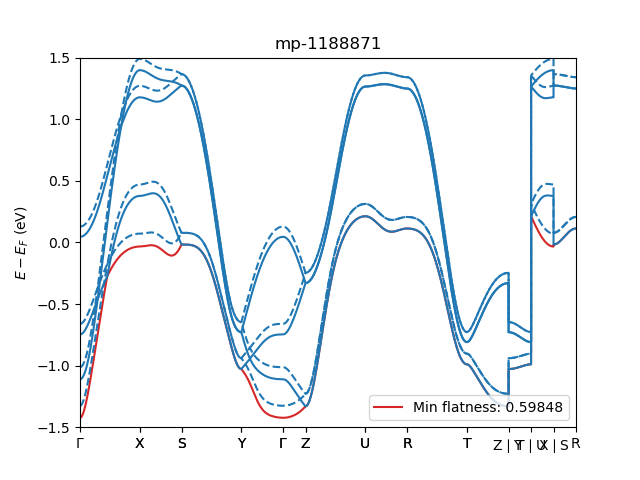 mp-1188871
E − E_F (eV)
1.5
1.0
0.5
0.0
−0.5
−1.0
−1.5
Min flatness: 0.59848
Γ X S Y Γ Z U R T Z | Y T | U X | S R